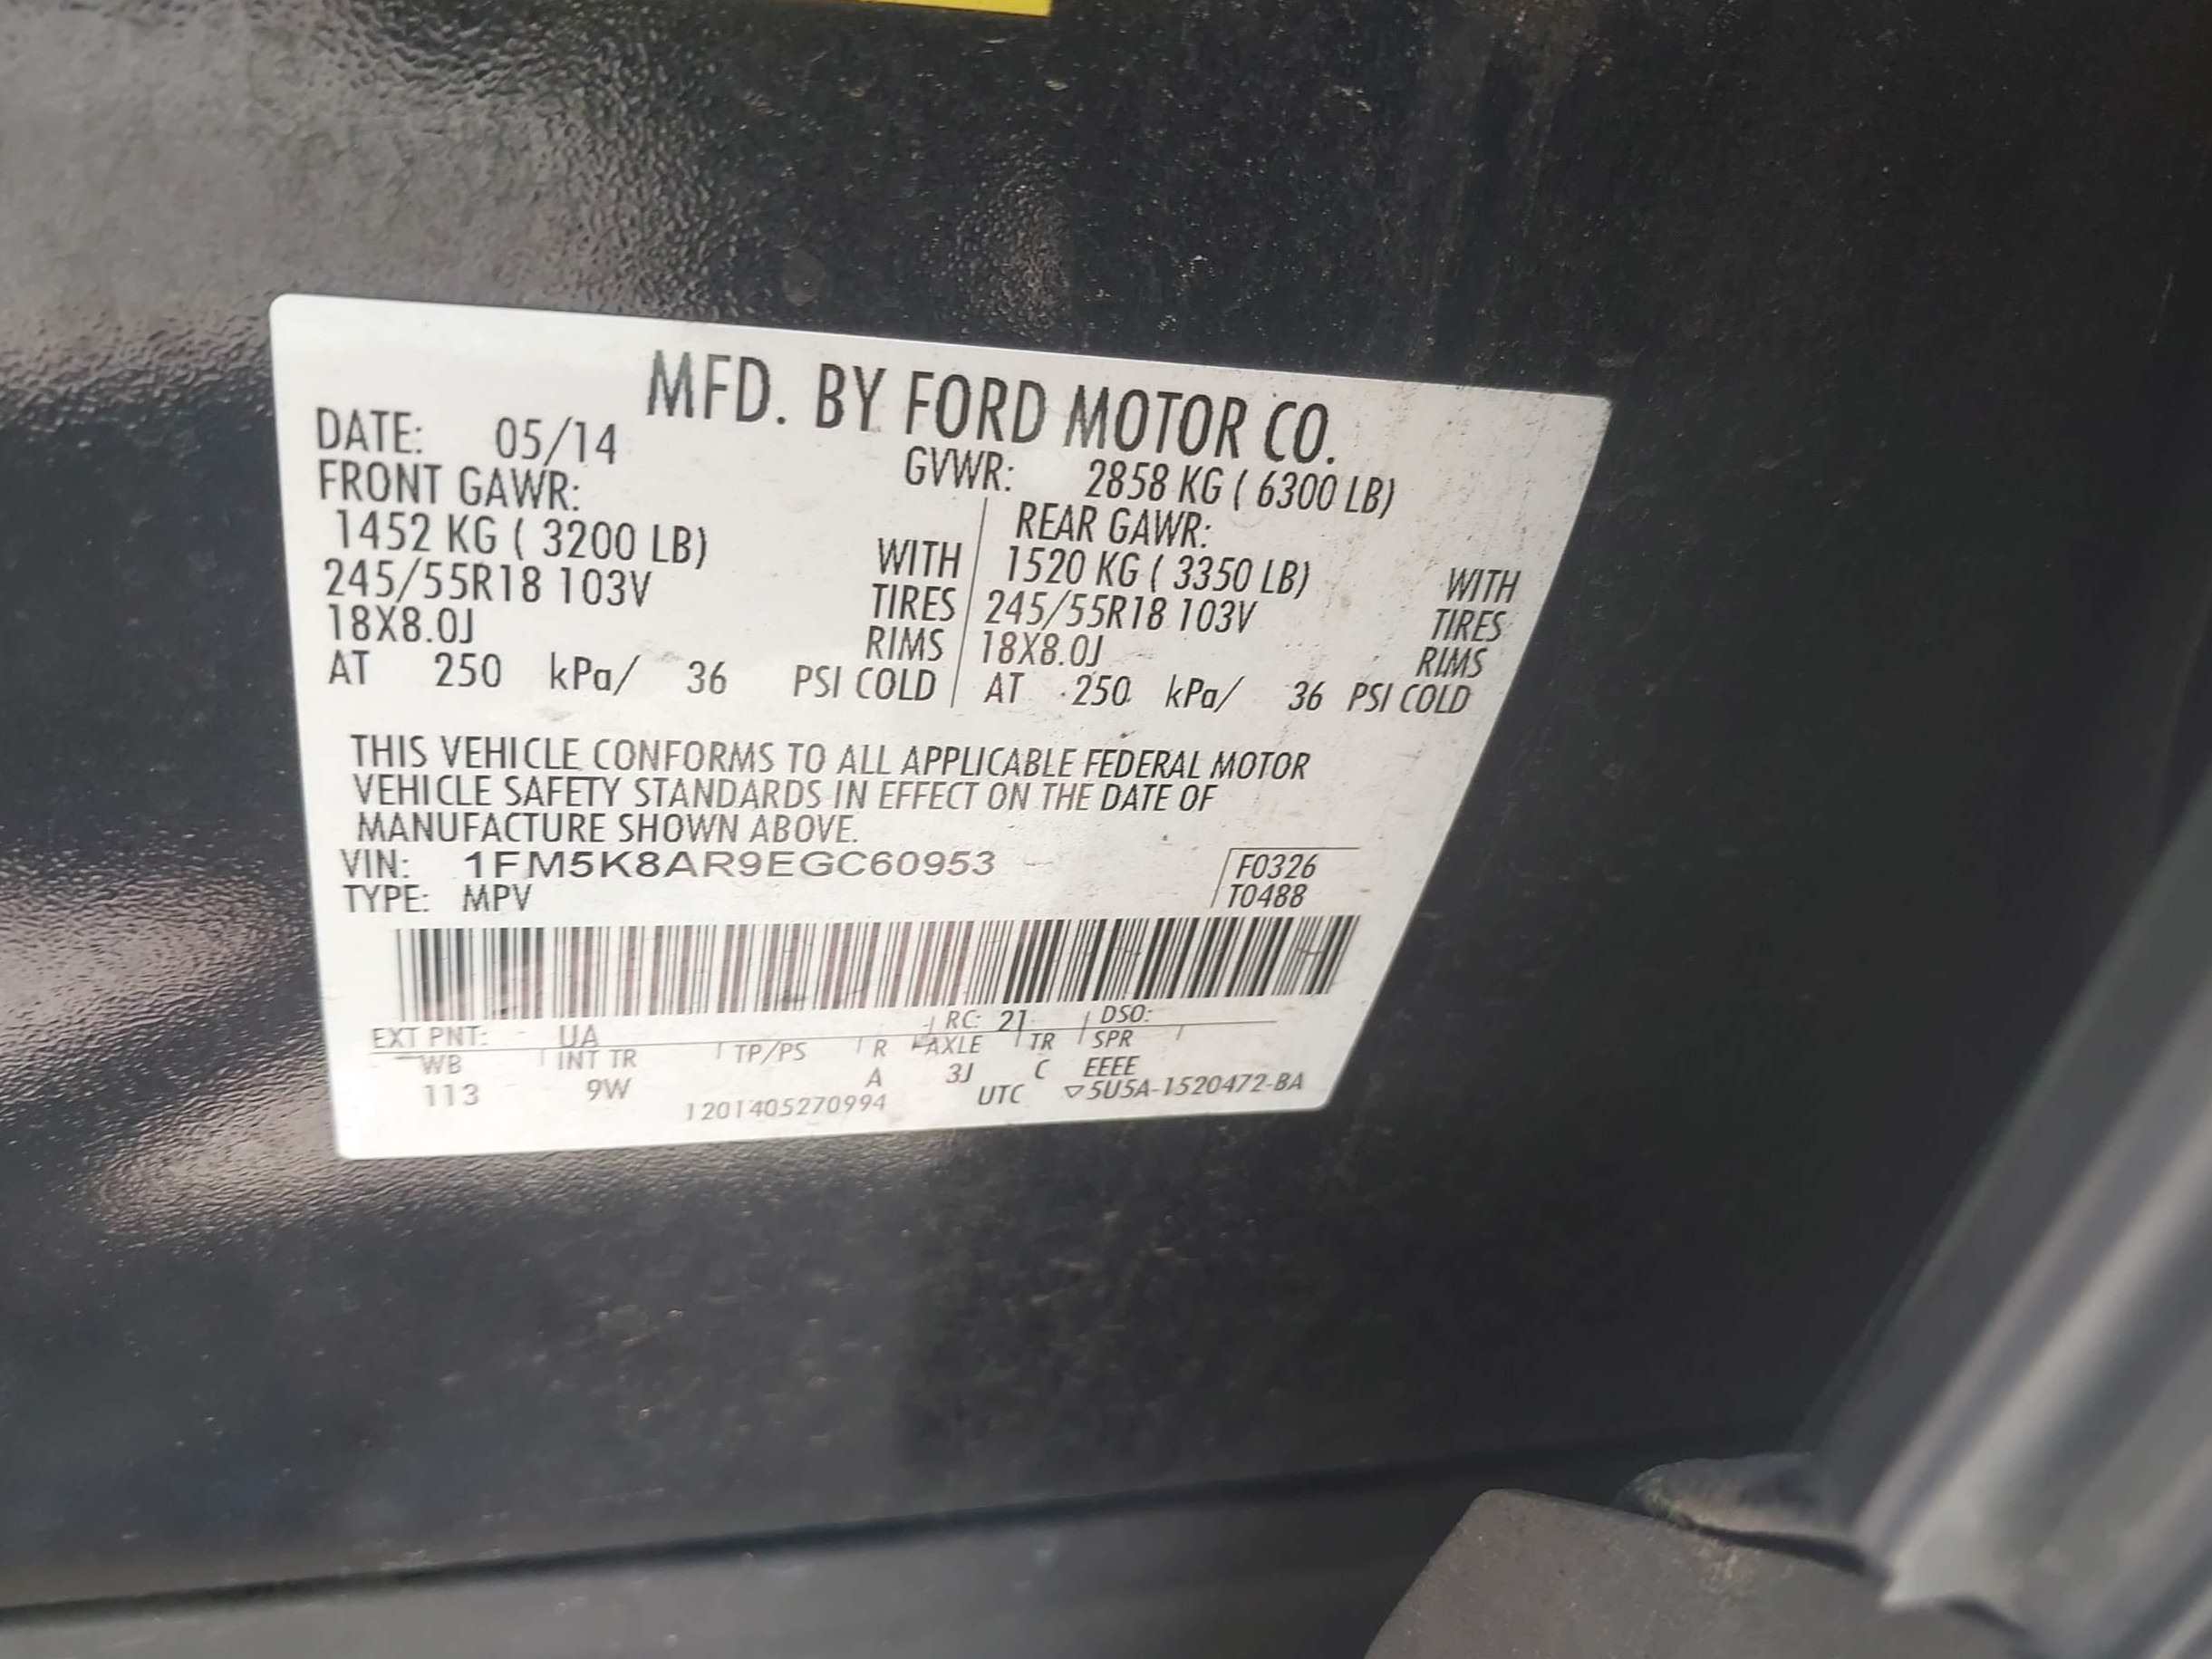 MFD. BY FORD MOTOR CO.
DATE: 05/14
GVWR: 2858 KG ( 6300 LB)
FRONT GAWR:
1452 KG ( 3200 LB) WITH
245/55R18 103V TIRES
18X8.0J RIMS
AT 250 kPa/ 36 PSI COLD
REAR GAWR:
1520 KG ( 3350 LB) WITH
245/55R18 103V TIRES
18X8.0J RIMS
AT 250 kPa/ 36 PSI COLD
THIS VEHICLE CONFORMS TO ALL APPLICABLE FEDERAL MOTOR
VEHICLE SAFETY STANDARDS IN EFFECT ON THE DATE OF
MANUFACTURE SHOWN ABOVE.
VIN: 1FM5K8AR9EGC60953
TYPE: MPV
F0326
T0488
EXT PNT: UA RC: 21 DSO:
WB INT TR TP/PS R AXLE TR SPR
113 9W A 3J C EEEE
1201405270994 UTC ▽5U5A-1520472-BA